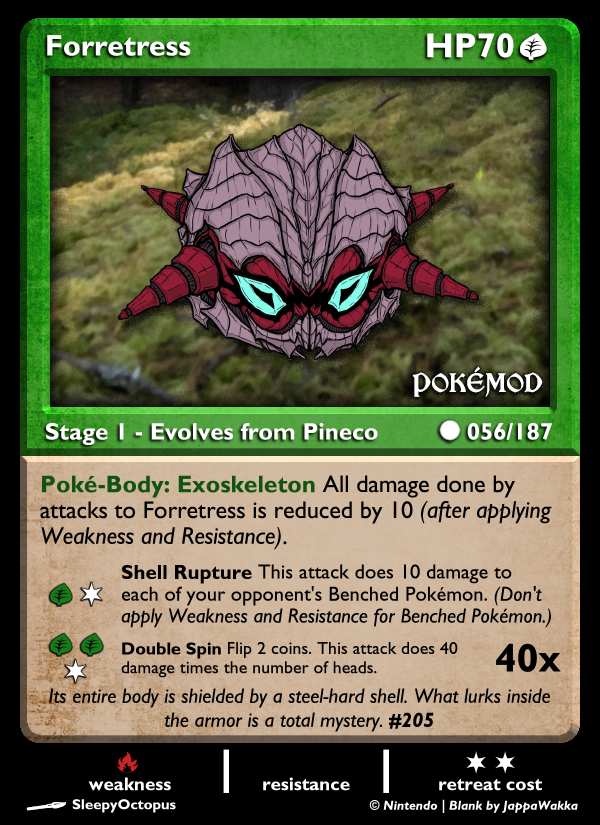 Forretress HP70
POKÉMOD
Stage 1 - Evolves from Pineco 056/187
Poké-Body: Exoskeleton All damage done by
attacks to Forretress is reduced by 10 (after applying
Weakness and Resistance).
Shell Rupture This attack does 10 damage to
each of your opponent's Benched Pokémon. (Don't
apply Weakness and Resistance for Benched Pokémon.)
Double Spin Flip 2 coins. This attack does 40
damage times the number of heads.
40x
Its entire body is shielded by a steel-hard shell. What lurks inside
the armor is a total mystery. #205
weakness resistance retreat cost
SleepyOctopus © Nintendo | Blank by JappaWakka